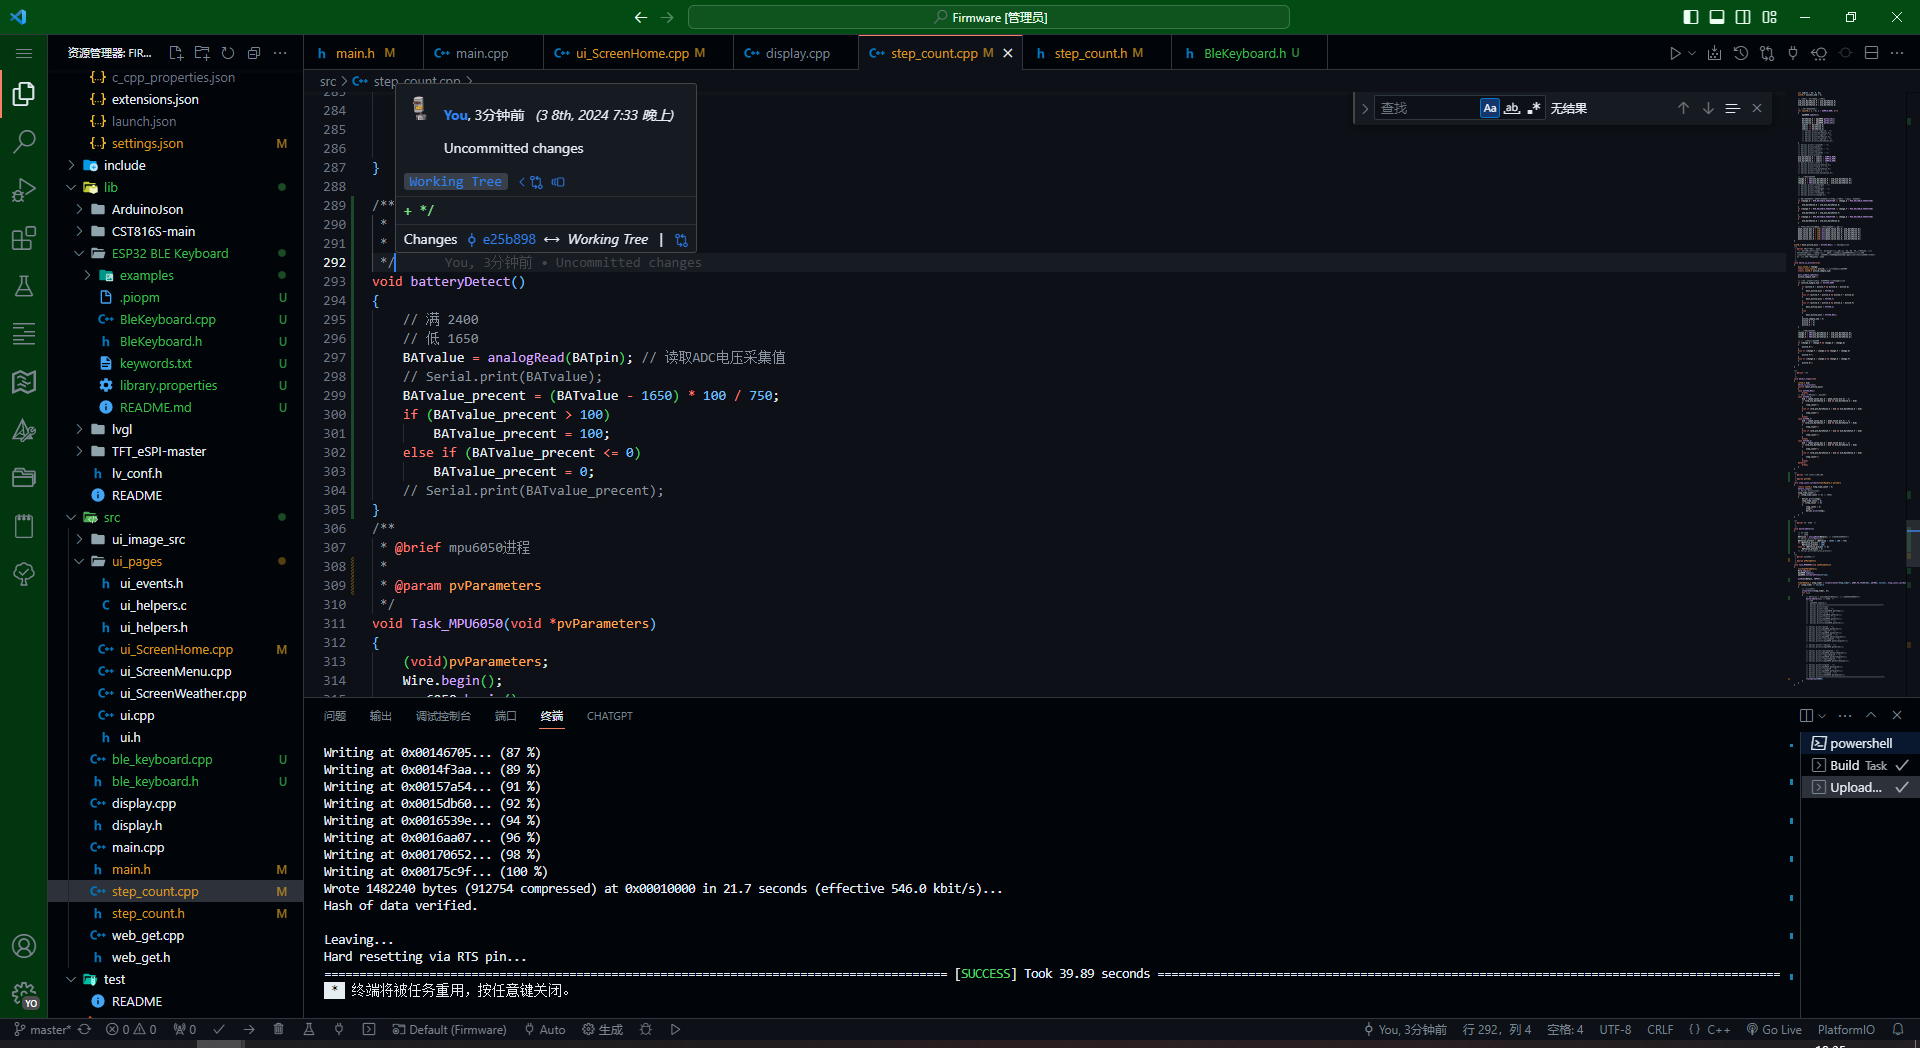 Firmware [管理员]
资源管理器: FIR...
c_cpp_properties.json
extensions.json
launch.json
settings.json M
include
lib
ArduinoJson
CST816S-main
ESP32 BLE Keyboard
examples
.piopm U
BleKeyboard.cpp U
BleKeyboard.h U
keywords.txt U
library.properties U
README.md U
lvgl
TFT_eSPI-master
lv_conf.h
README
src
ui_image_src
ui_pages
ui_events.h
ui_helpers.c
ui_helpers.h
ui_ScreenHome.cpp M
ui_ScreenMenu.cpp
ui_ScreenWeather.cpp
ui.cpp
ui.h
ble_keyboard.cpp U
ble_keyboard.h U
display.cpp
display.h
main.cpp
main.h M
step_count.cpp M
step_count.h M
web_get.cpp
web_get.h
test
README
main.h M
main.cpp
ui_ScreenHome.cpp M
display.cpp
step_count.cpp M
step_count.h M
BleKeyboard.h U
src > step_count.cpp >
You, 3分钟前 (3 8th, 2024 7:33 晚上)
Uncommitted changes
Working Tree
+ */
Changes e25b898 ↔ Working Tree |
查找
Aa ab .*
无结果
284
285
286
287 }
288
289 /**
290 *
291 *
292 */ You, 3分钟前 • Uncommitted changes
293 void batteryDetect()
294 {
295 // 满 2400
296 // 低 1650
297 BATvalue = analogRead(BATpin); // 读取ADC电压采集值
298 // Serial.print(BATvalue);
299 BATvalue_precent = (BATvalue - 1650) * 100 / 750;
300 if (BATvalue_precent > 100)
301 BATvalue_precent = 100;
302 else if (BATvalue_precent <= 0)
303 BATvalue_precent = 0;
304 // Serial.print(BATvalue_precent);
305 }
306 /**
307 * @brief mpu6050进程
308 *
309 * @param pvParameters
310 */
311 void Task_MPU6050(void *pvParameters)
312 {
313 (void)pvParameters;
314 Wire.begin();
问题 输出 调试控制台 端口 终端 CHATGPT
Writing at 0x00146705... (87 %)
Writing at 0x0014f3aa... (89 %)
Writing at 0x00157a54... (91 %)
Writing at 0x0015db60... (92 %)
Writing at 0x0016539e... (94 %)
Writing at 0x0016aa07... (96 %)
Writing at 0x00170652... (98 %)
Writing at 0x00175c9f... (100 %)
Wrote 1482240 bytes (912754 compressed) at 0x00010000 in 21.7 seconds (effective 546.0 kbit/s)...
Hash of data verified.
Leaving...
Hard resetting via RTS pin...
[SUCCESS] Took 39.89 seconds
* 终端将被任务重用，按任意键关闭。
powershell
Build Task
Upload...
YO
master* 0 0 0 Default (Firmware) Auto 生成
You, 3分钟前 行 292，列 4 空格: 4 UTF-8 CRLF {} C++ Go Live PlatformIO